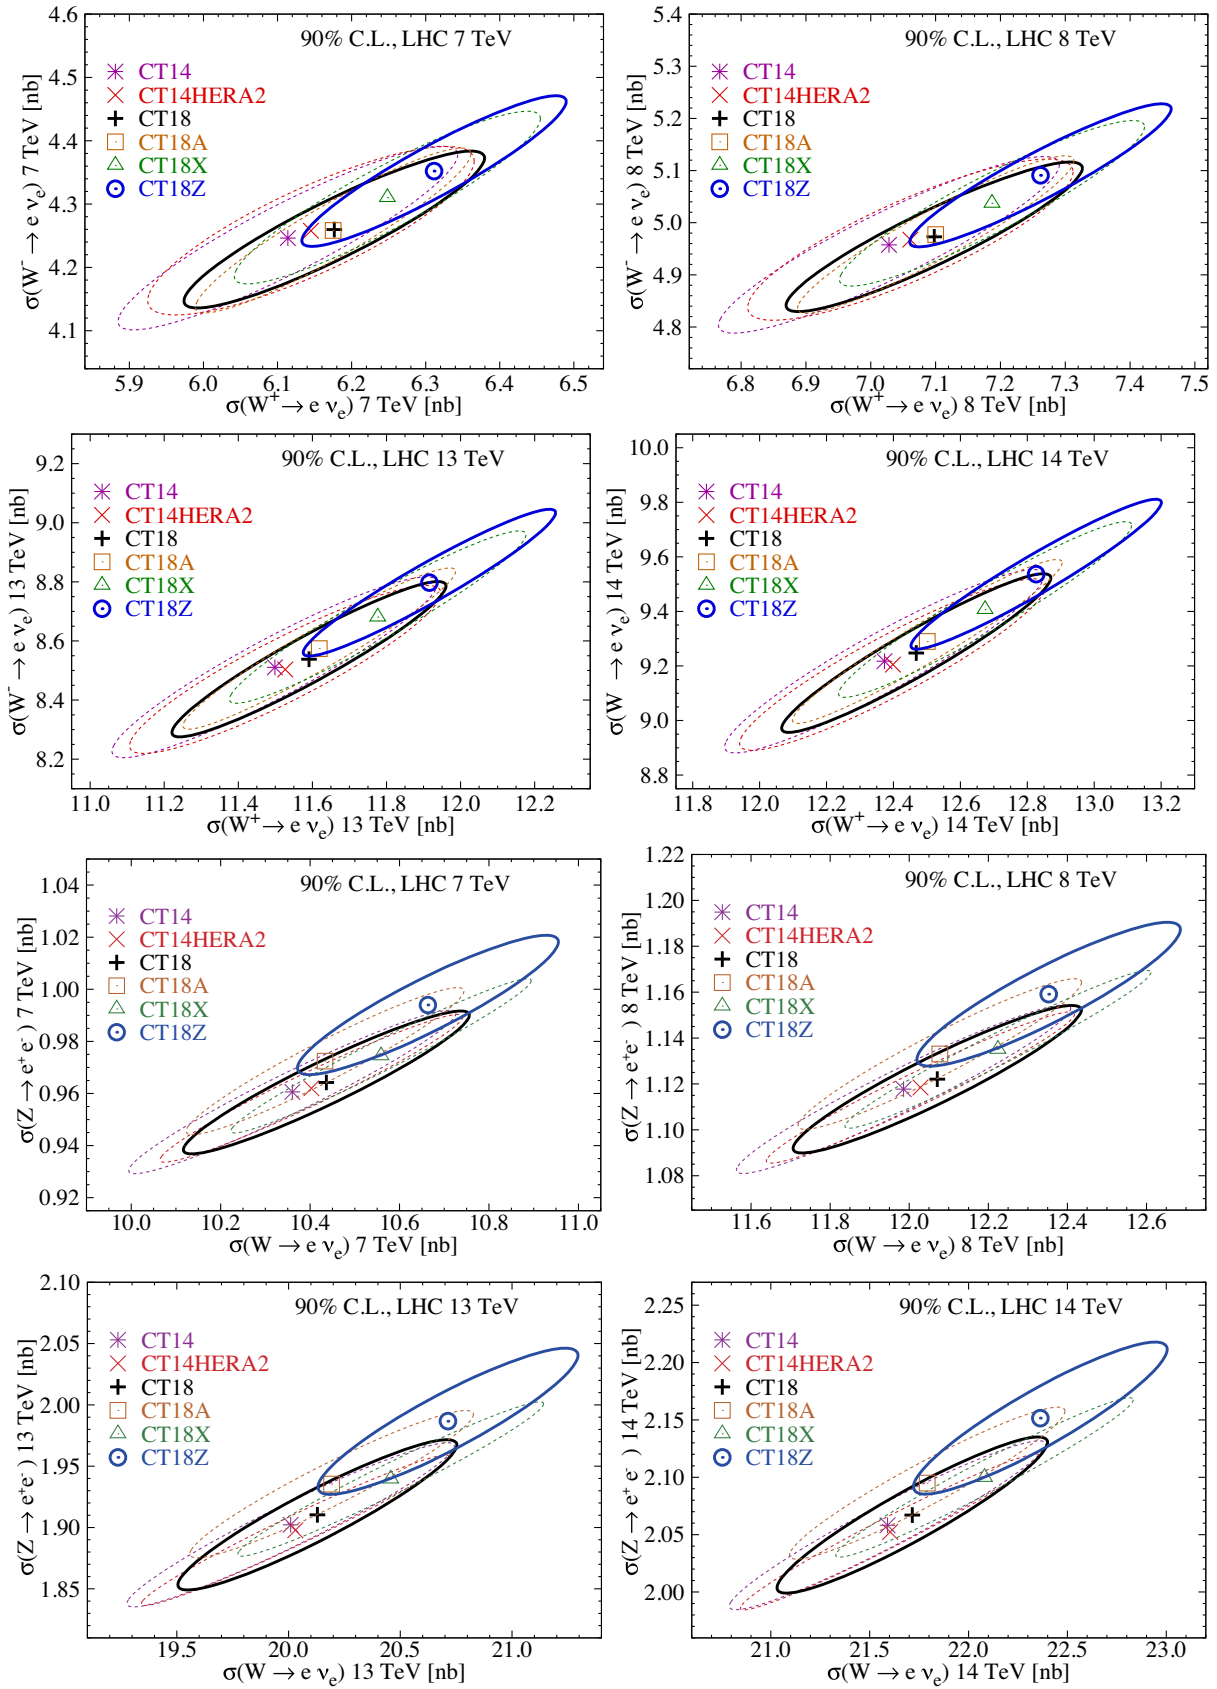 90% C.L., LHC 7 TeV
CT14
CT14HERA2
CT18
CT18A
CT18X
CT18Z
4.6
4.5
4.4
4.3
4.2
4.1
5.9 6.0 6.1 6.2 6.3 6.4 6.5
σ(W⁻ → e νₑ) 7 TeV [nb]
σ(W⁺ → e νₑ) 7 TeV [nb]
90% C.L., LHC 8 TeV
CT14
CT14HERA2
CT18
CT18A
CT18X
CT18Z
5.4
5.3
5.2
5.1
5.0
4.9
4.8
6.8 6.9 7.0 7.1 7.2 7.3 7.4 7.5
σ(W⁻ → e νₑ) 8 TeV [nb]
σ(W⁺ → e νₑ) 8 TeV [nb]
90% C.L., LHC 13 TeV
CT14
CT14HERA2
CT18
CT18A
CT18X
CT18Z
9.2
9.0
8.8
8.6
8.4
8.2
11.0 11.2 11.4 11.6 11.8 12.0 12.2
σ(W⁻ → e νₑ) 13 TeV [nb]
σ(W⁺ → e νₑ) 13 TeV [nb]
90% C.L., LHC 14 TeV
CT14
CT14HERA2
CT18
CT18A
CT18X
CT18Z
10.0
9.8
9.6
9.4
9.2
9.0
8.8
11.8 12.0 12.2 12.4 12.6 12.8 13.0 13.2
σ(W⁻ → e νₑ) 14 TeV [nb]
σ(W⁺ → e νₑ) 14 TeV [nb]
90% C.L., LHC 7 TeV
CT14
CT14HERA2
CT18
CT18A
CT18X
CT18Z
1.04
1.02
1.00
0.98
0.96
0.94
0.92
10.0 10.2 10.4 10.6 10.8 11.0
σ(Z → e⁺e⁻) 7 TeV [nb]
σ(W → e νₑ) 7 TeV [nb]
90% C.L., LHC 8 TeV
CT14
CT14HERA2
CT18
CT18A
CT18X
CT18Z
1.22
1.20
1.18
1.16
1.14
1.12
1.10
1.08
11.6 11.8 12.0 12.2 12.4 12.6
σ(Z → e⁺e⁻) 8 TeV [nb]
σ(W → e νₑ) 8 TeV [nb]
90% C.L., LHC 13 TeV
CT14
CT14HERA2
CT18
CT18A
CT18X
CT18Z
2.10
2.05
2.00
1.95
1.90
1.85
19.5 20.0 20.5 21.0
σ(Z → e⁺e⁻) 13 TeV [nb]
σ(W → e νₑ) 13 TeV [nb]
90% C.L., LHC 14 TeV
CT14
CT14HERA2
CT18
CT18A
CT18X
CT18Z
2.25
2.20
2.15
2.10
2.05
2.00
21.0 21.5 22.0 22.5 23.0
σ(Z → e⁺e⁻) 14 TeV [nb]
σ(W → e νₑ) 14 TeV [nb]